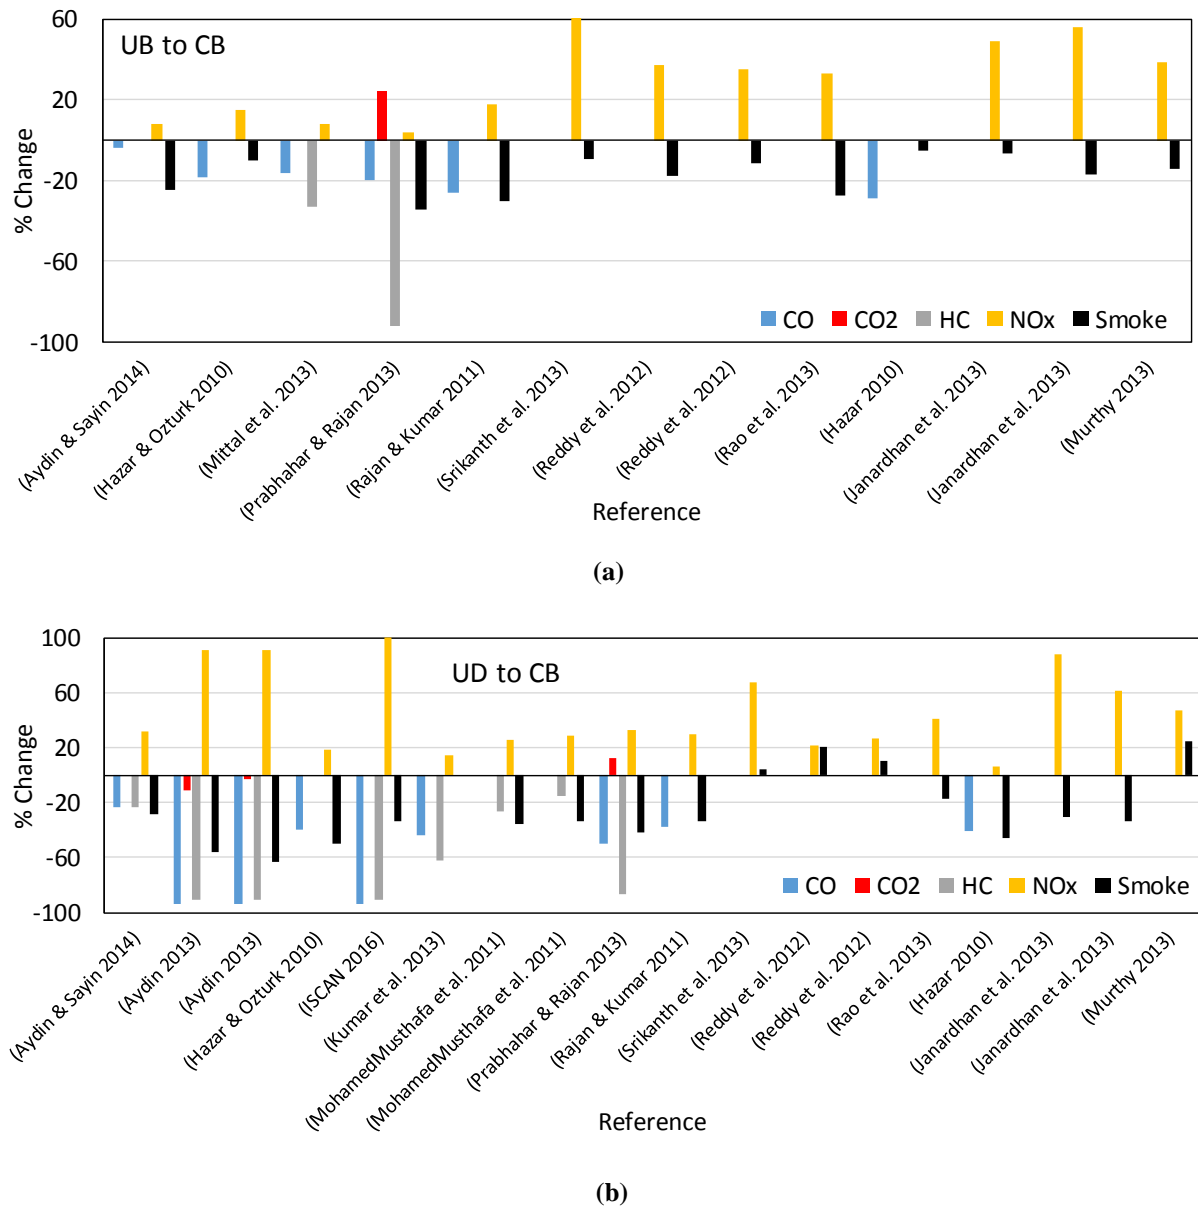 60
UB to CB
20
-20
-60
-100
% Change
CO CO2 HC NOx Smoke
(Aydin & Sayin 2014)
(Hazar & Ozturk 2010)
(Mittal et al. 2013)
(Prabhahar & Rajan 2013)
(Rajan & Kumar 2011)
(Srikanth et al. 2013)
(Reddy et al. 2012)
(Reddy et al. 2012)
(Rao et al. 2013)
(Hazar 2010)
(Janardhan et al. 2013)
(Janardhan et al. 2013)
(Murthy 2013)
Reference
(a)
100
UD to CB
60
20
-20
-60
-100
% Change
CO CO2 HC NOx Smoke
(Aydin & Sayin 2014)
(Aydin 2013)
(Aydin 2013)
(Hazar & Ozturk 2010)
(ISCAN 2016)
(Kumar et al. 2013)
(MohamedMusthafa et al. 2011)
(MohamedMusthafa et al. 2011)
(Prabhahar & Rajan 2013)
(Rajan & Kumar 2011)
(Srikanth et al. 2013)
(Reddy et al. 2012)
(Reddy et al. 2012)
(Rao et al. 2013)
(Hazar 2010)
(Janardhan et al. 2013)
(Janardhan et al. 2013)
(Murthy 2013)
Reference
(b)